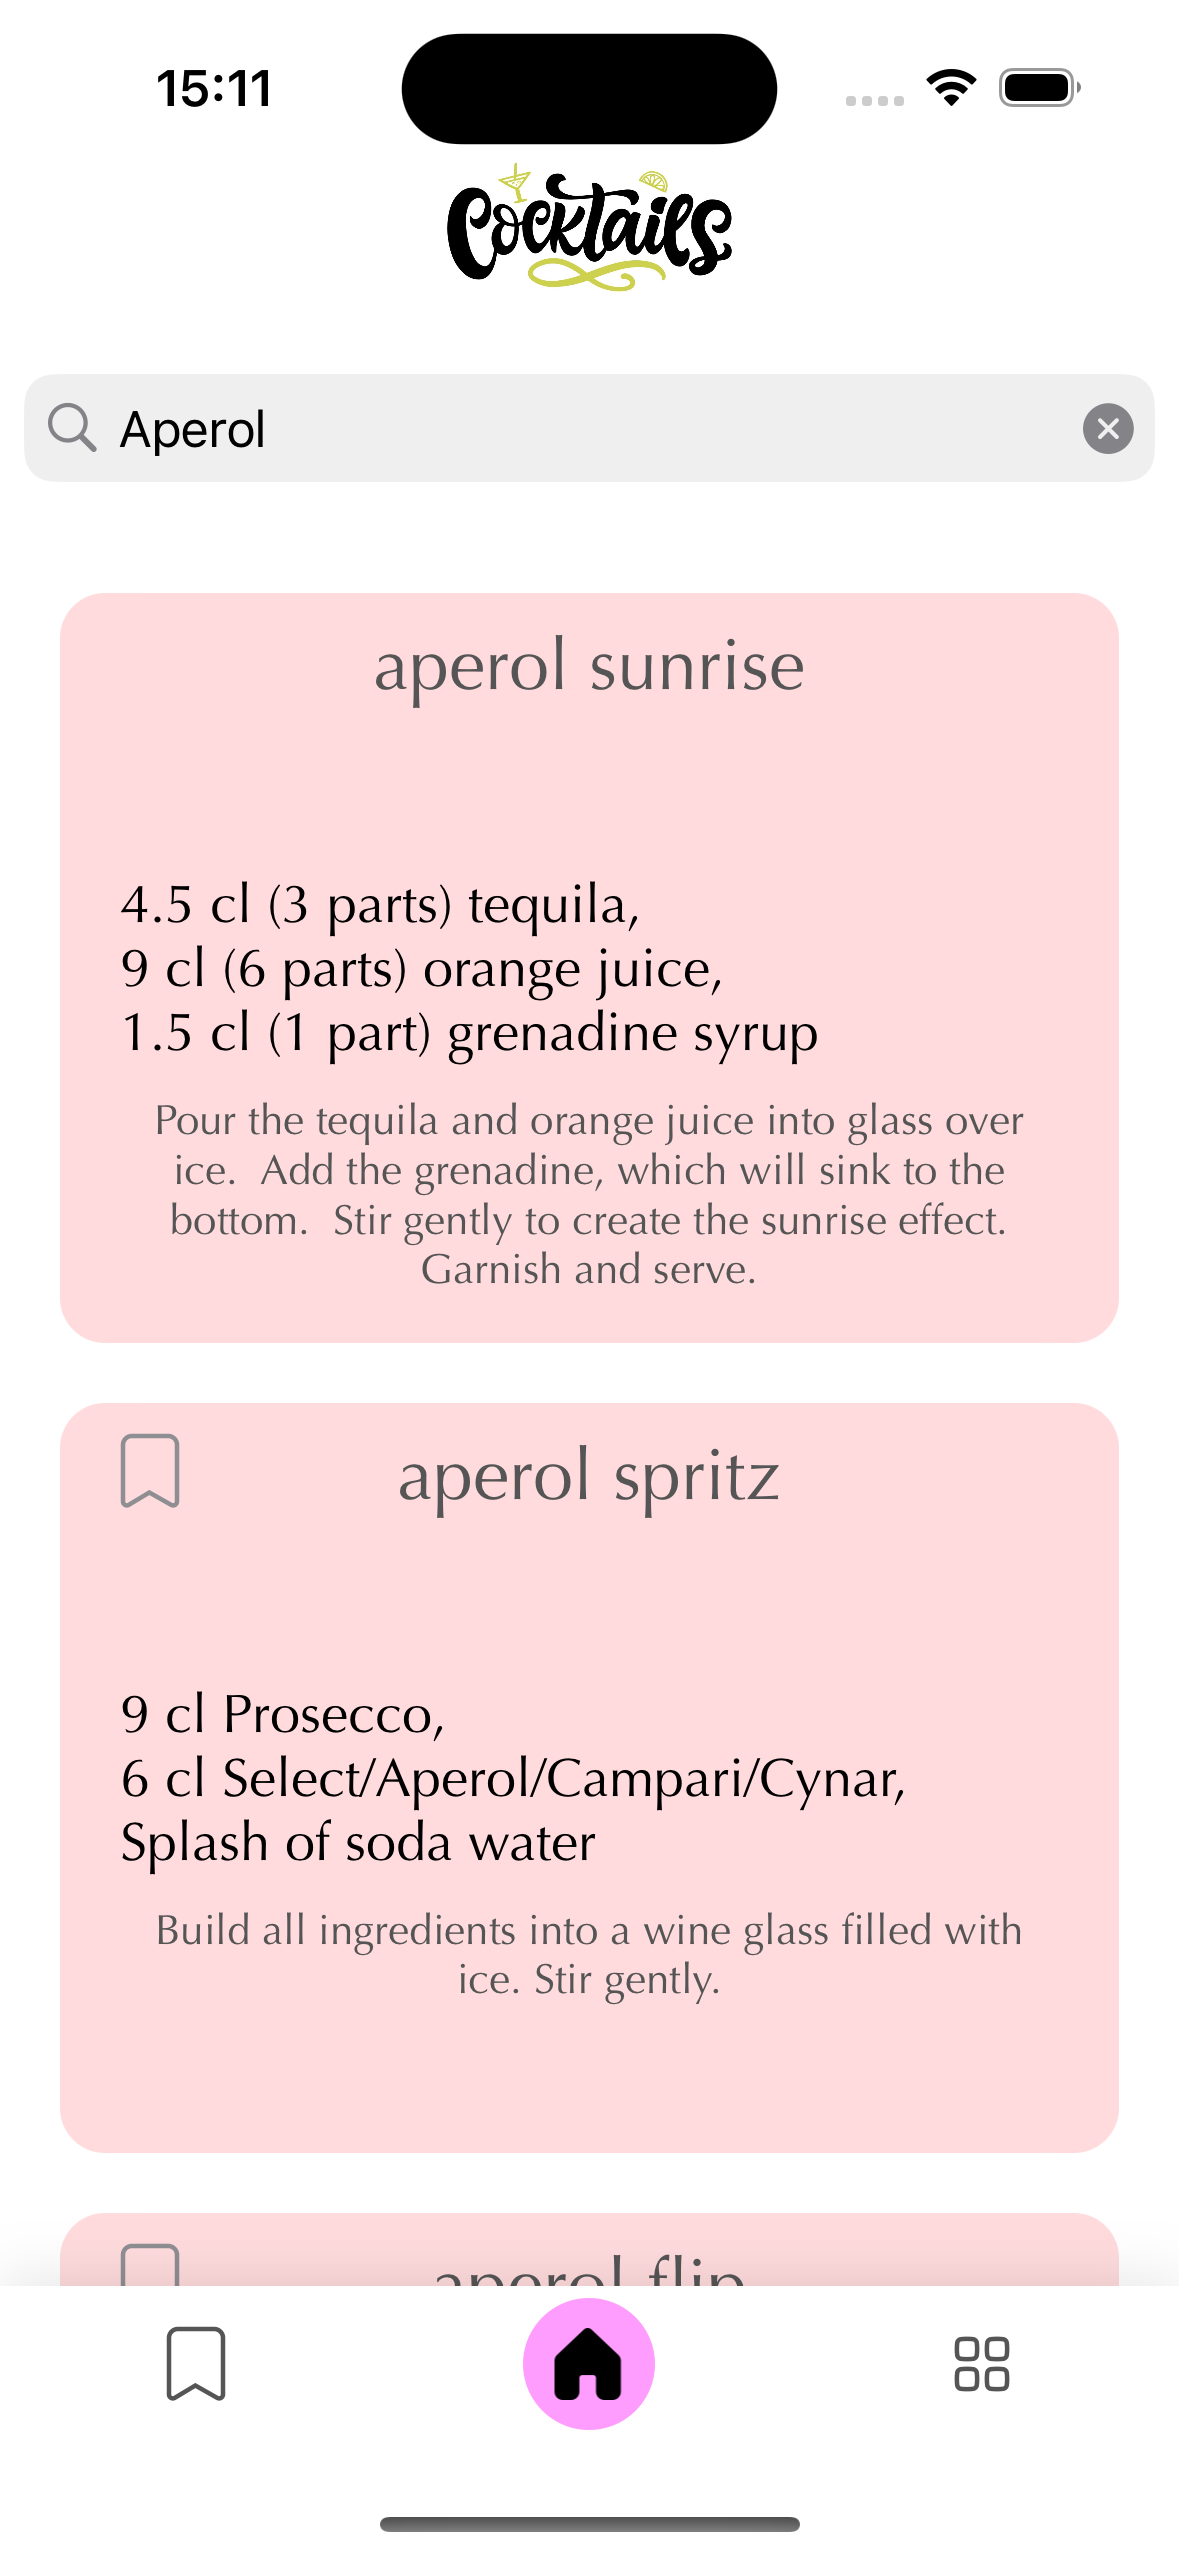 15:11
Cocktails
Aperol
aperol sunrise
4.5 cl (3 parts) tequila,
9 cl (6 parts) orange juice,
1.5 cl (1 part) grenadine syrup
Pour the tequila and orange juice into glass over
ice.  Add the grenadine, which will sink to the
bottom.  Stir gently to create the sunrise effect.
Garnish and serve.
aperol spritz
9 cl Prosecco,
6 cl Select/Aperol/Campari/Cynar,
Splash of soda water
Build all ingredients into a wine glass filled with
ice. Stir gently.
aperol flip